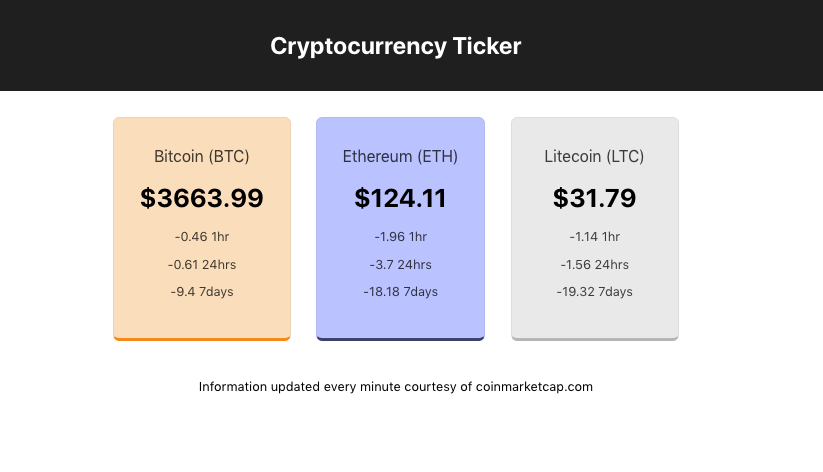 Cryptocurrency Ticker
Bitcoin (BTC)
$3663.99
-0.46 1hr
-0.61 24hrs
-9.4 7days
Ethereum (ETH)
$124.11
-1.96 1hr
-3.7 24hrs
-18.18 7days
Litecoin (LTC)
$31.79
-1.14 1hr
-1.56 24hrs
-19.32 7days
Information updated every minute courtesy of coinmarketcap.com